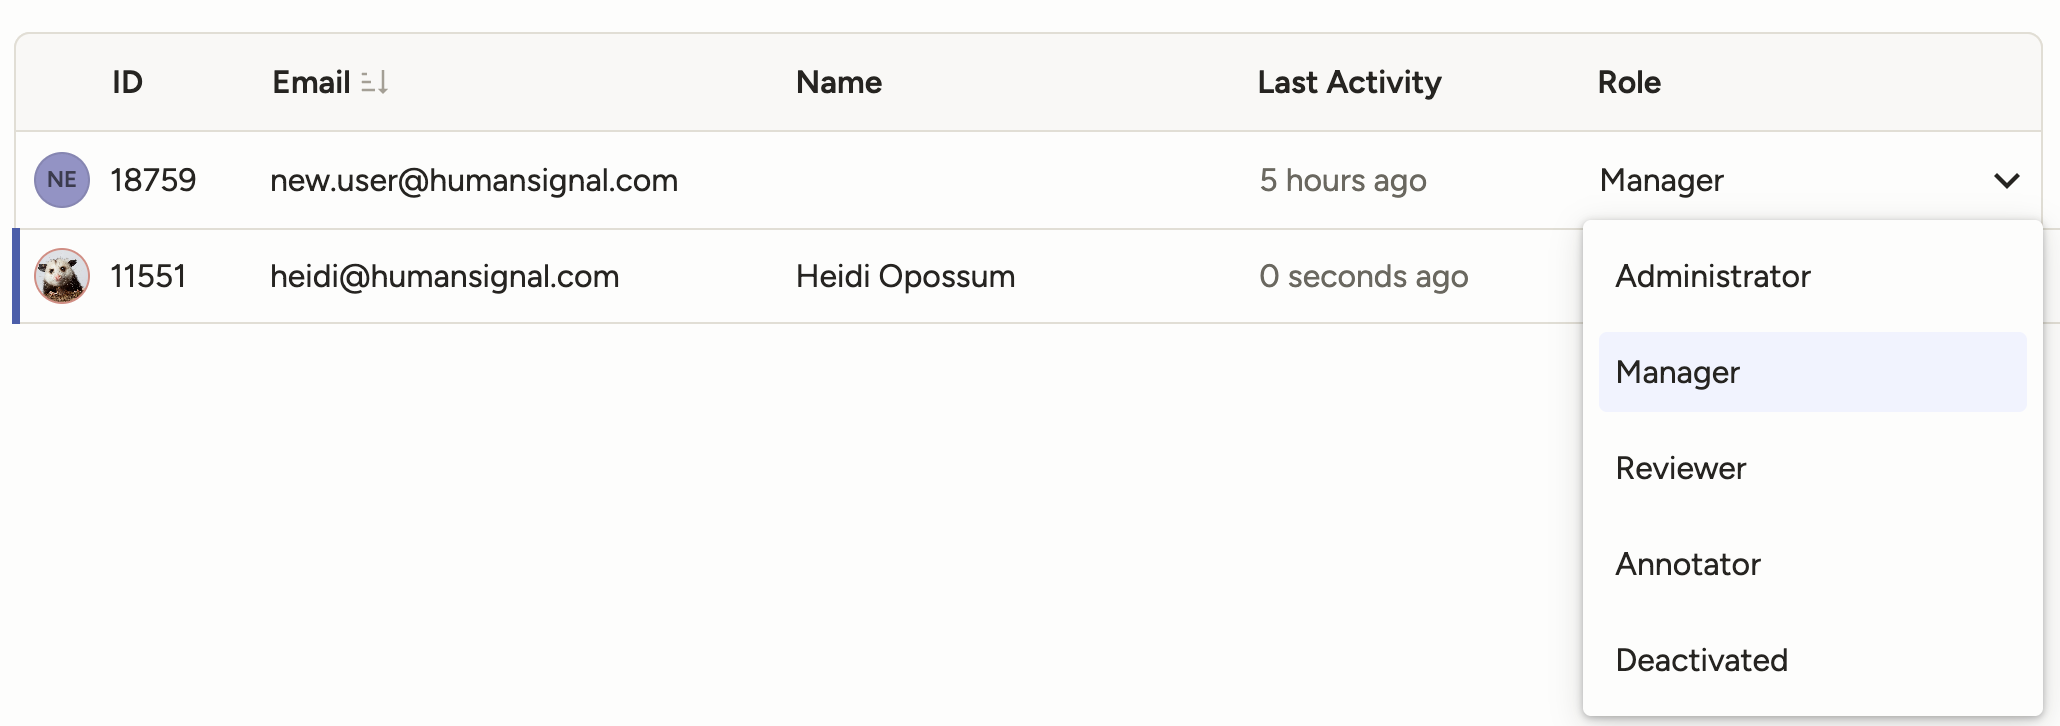 ID Email Name Last Activity Role
NE 18759 new.user@humansignal.com 5 hours ago Manager
11551 heidi@humansignal.com Heidi Opossum 0 seconds ago
Administrator
Manager
Reviewer
Annotator
Deactivated